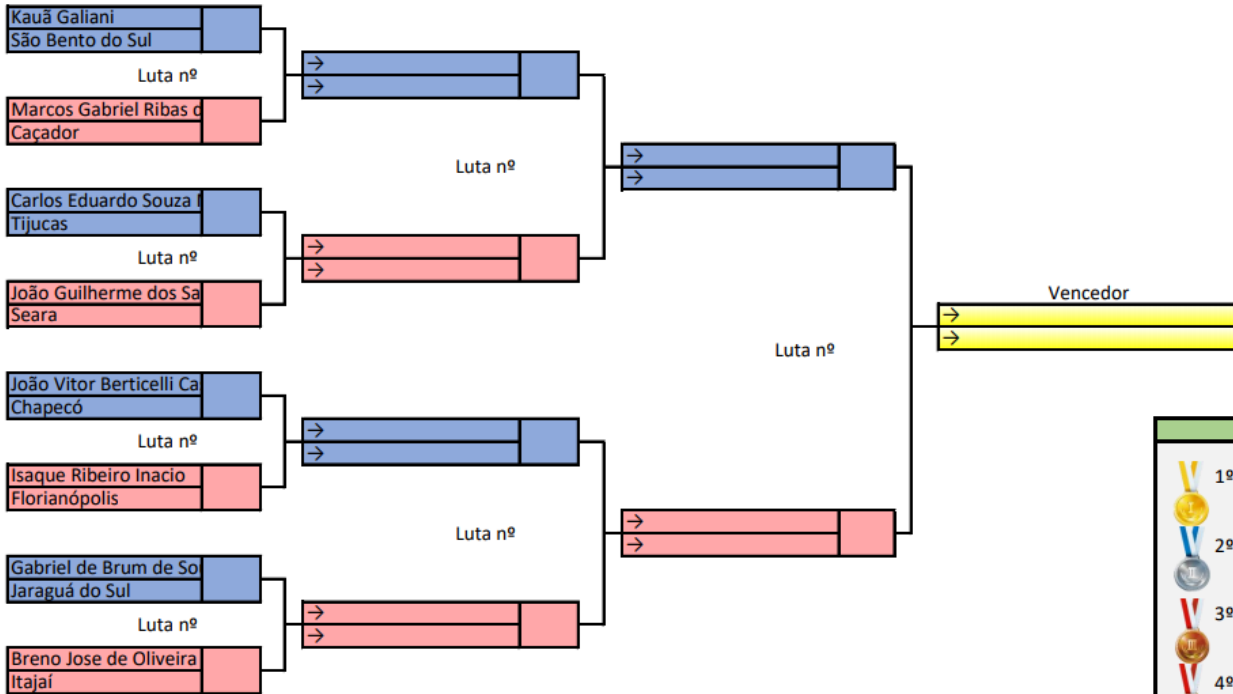 Kauã Galiani
São Bento do Sul
Luta nº
Marcos Gabriel Ribas
Caçador
Carlos Eduardo Souza
Tijucas
Luta nº
João Guilherme dos Sa
Seara
João Vitor Berticelli Ca
Chapecó
Luta nº
Isaque Ribeiro Inacio
Florianópolis
Gabriel de Brum de
Jaraguá do Sul
Luta nº
Breno Jose de Oliveira
Itajaí
→
→
Luta nº
→
→
→
→
Luta nº
→
→
→
→
Luta nº
→
→
Vencedor
→
→
1º
2º
3º
4º